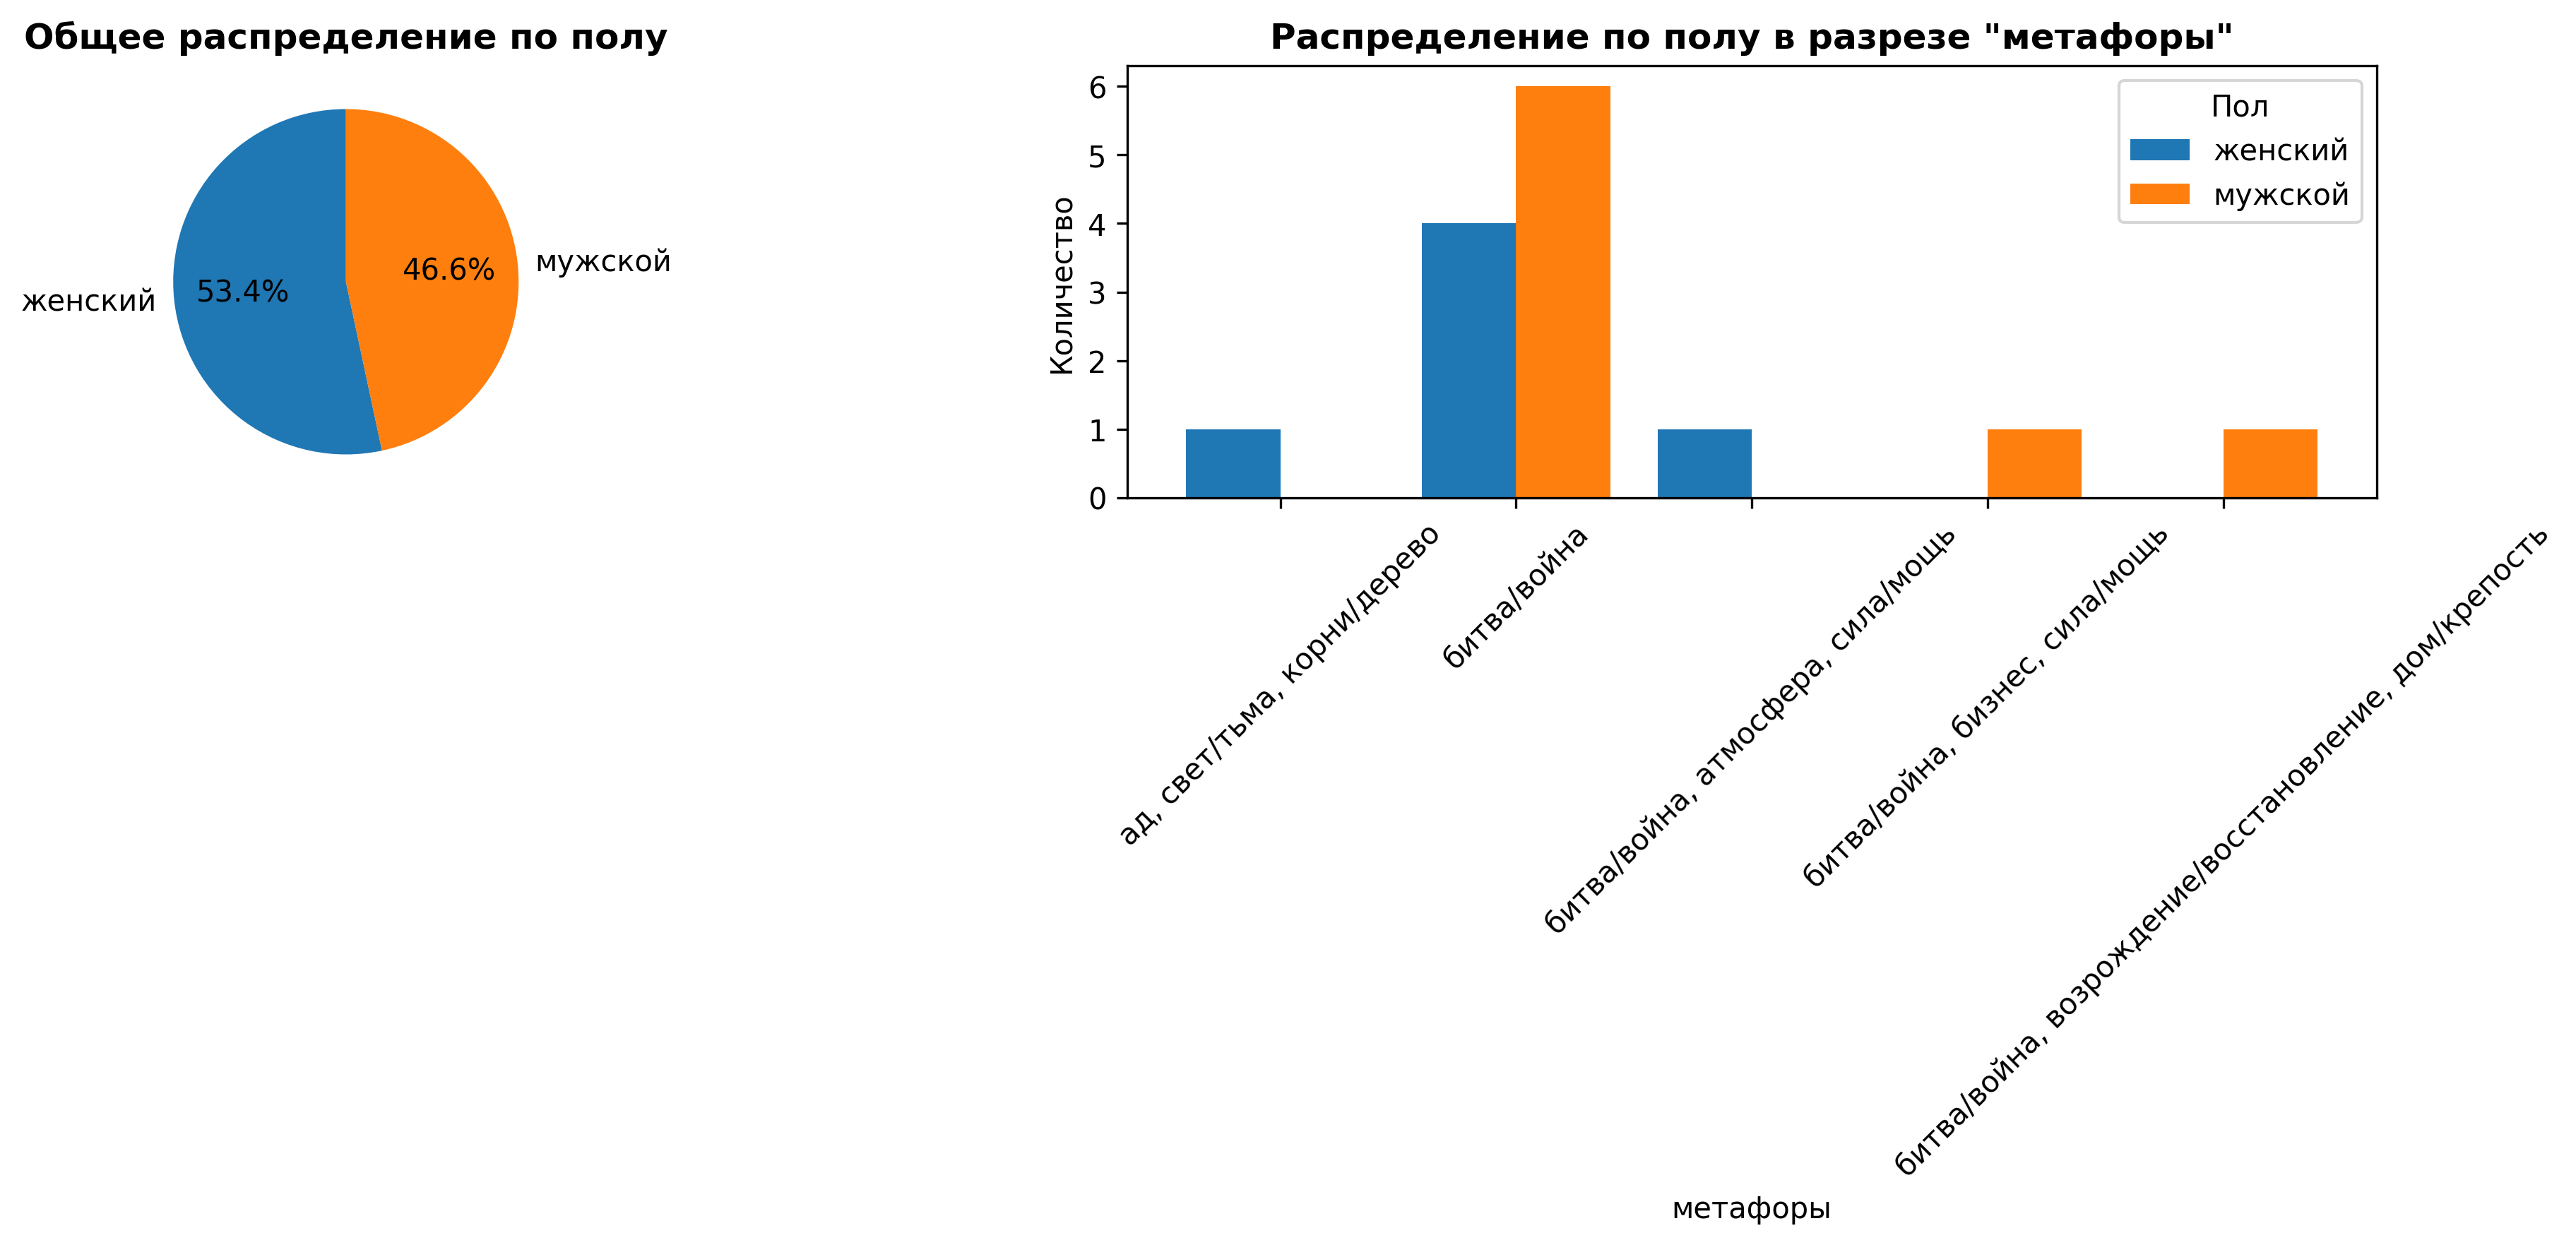 Общее распределение по полу
женский
53.4%
46.6%
мужской
Распределение по полу в разрезе "метафоры"
Количество
6
5
4
3
2
1
0
Пол
женский
мужской
ад, свет/тьма, корни/дерево
битва/война
битва/война, атмосфера, сила/мощь
битва/война, бизнес, сила/мощь
битва/война, возрождение/восстановление, дом/крепость
метафоры